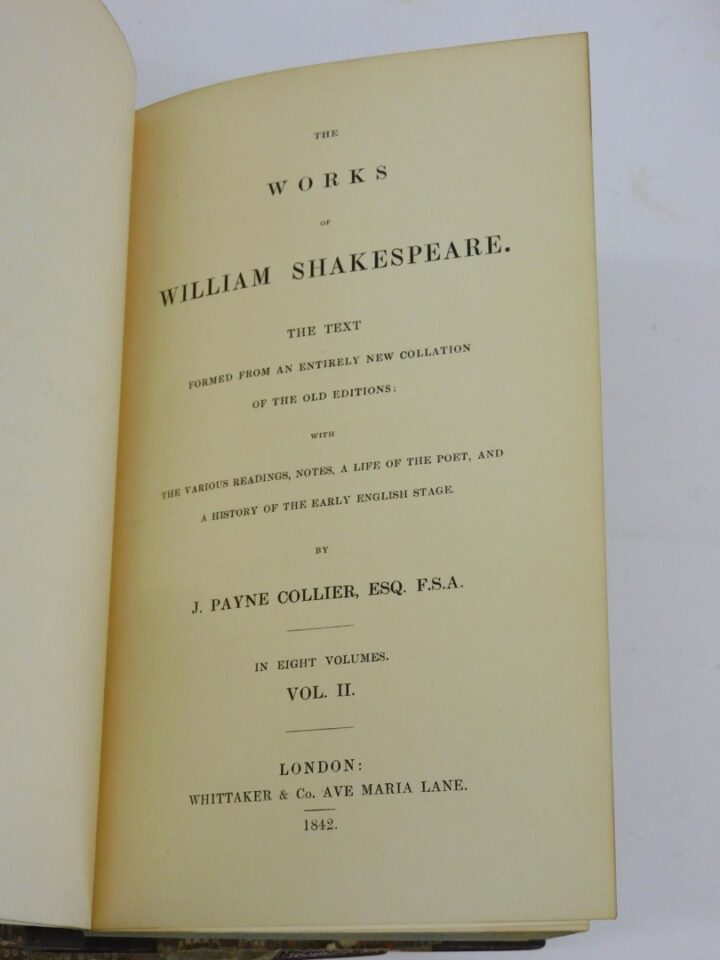 THE
WORKS
OF
WILLIAM SHAKESPEARE.
THE TEXT
FORMED FROM AN ENTIRELY NEW COLLATION
OF THE OLD EDITIONS:
WITH
THE VARIOUS READINGS, NOTES, A LIFE OF THE POET, AND
A HISTORY OF THE EARLY ENGLISH STAGE.
BY
J. PAYNE COLLIER, ESQ. F.S.A.
IN EIGHT VOLUMES.
VOL. II.
LONDON:
WHITTAKER & Co. AVE MARIA LANE.
1842.